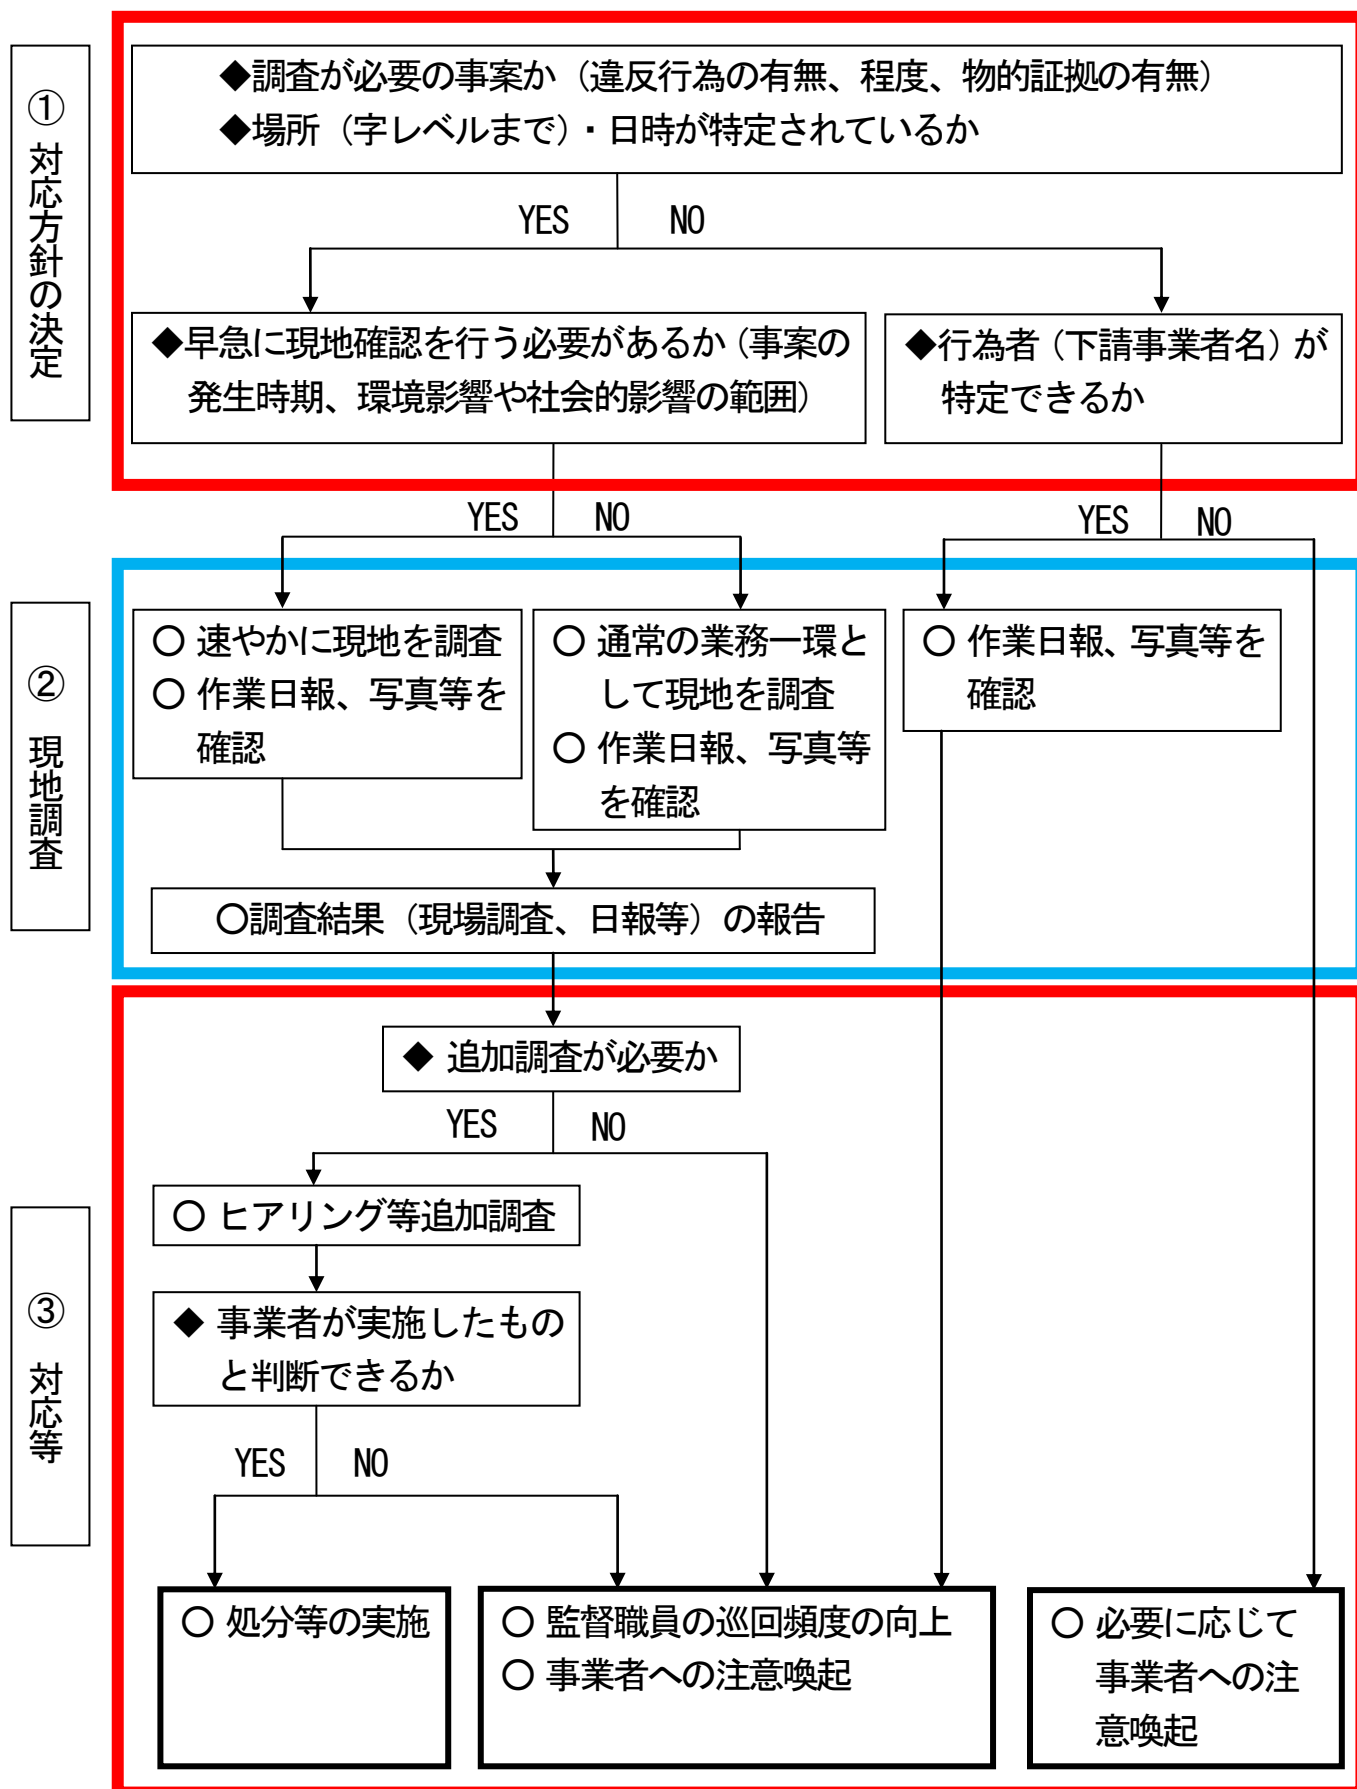 ① 対応方針の決定
◆調査が必要の事案か（違反行為の有無、程度、物的証拠の有無）
◆場所（字レベルまで）・日時が特定されているか
YES NO
◆早急に現地確認を行う必要があるか（事案の
発生時期、環境影響や社会的影響の範囲）
◆行為者（下請事業者名）が
特定できるか
YES NO
YES NO
② 現地調査
○ 速やかに現地を調査
○ 作業日報、写真等を
確認
○ 通常の業務一環と
して現地を調査
○ 作業日報、写真等
を確認
○ 作業日報、写真等を
確認
○調査結果（現場調査、日報等）の報告
③ 対応等
◆ 追加調査が必要か
YES NO
○ ヒアリング等追加調査
◆ 事業者が実施したもの
と判断できるか
YES NO
○ 処分等の実施
○ 監督職員の巡回頻度の向上
○ 事業者への注意喚起
○ 必要に応じて
事業者への注
意喚起